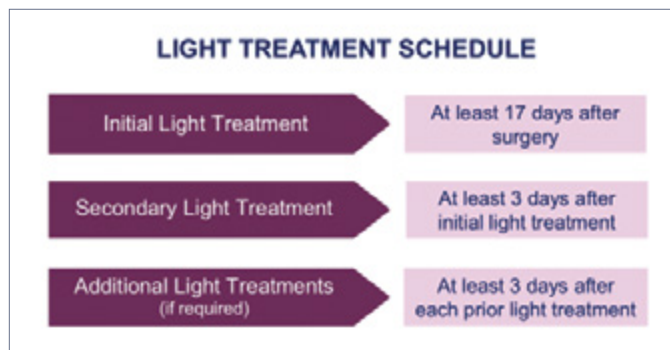 LIGHT TREATMENT SCHEDULE
Initial Light Treatment
At least 17 days after
surgery
Secondary Light Treatment
At least 3 days after
initial light treatment
Additional Light Treatments
(if required)
At least 3 days after
each prior light treatment